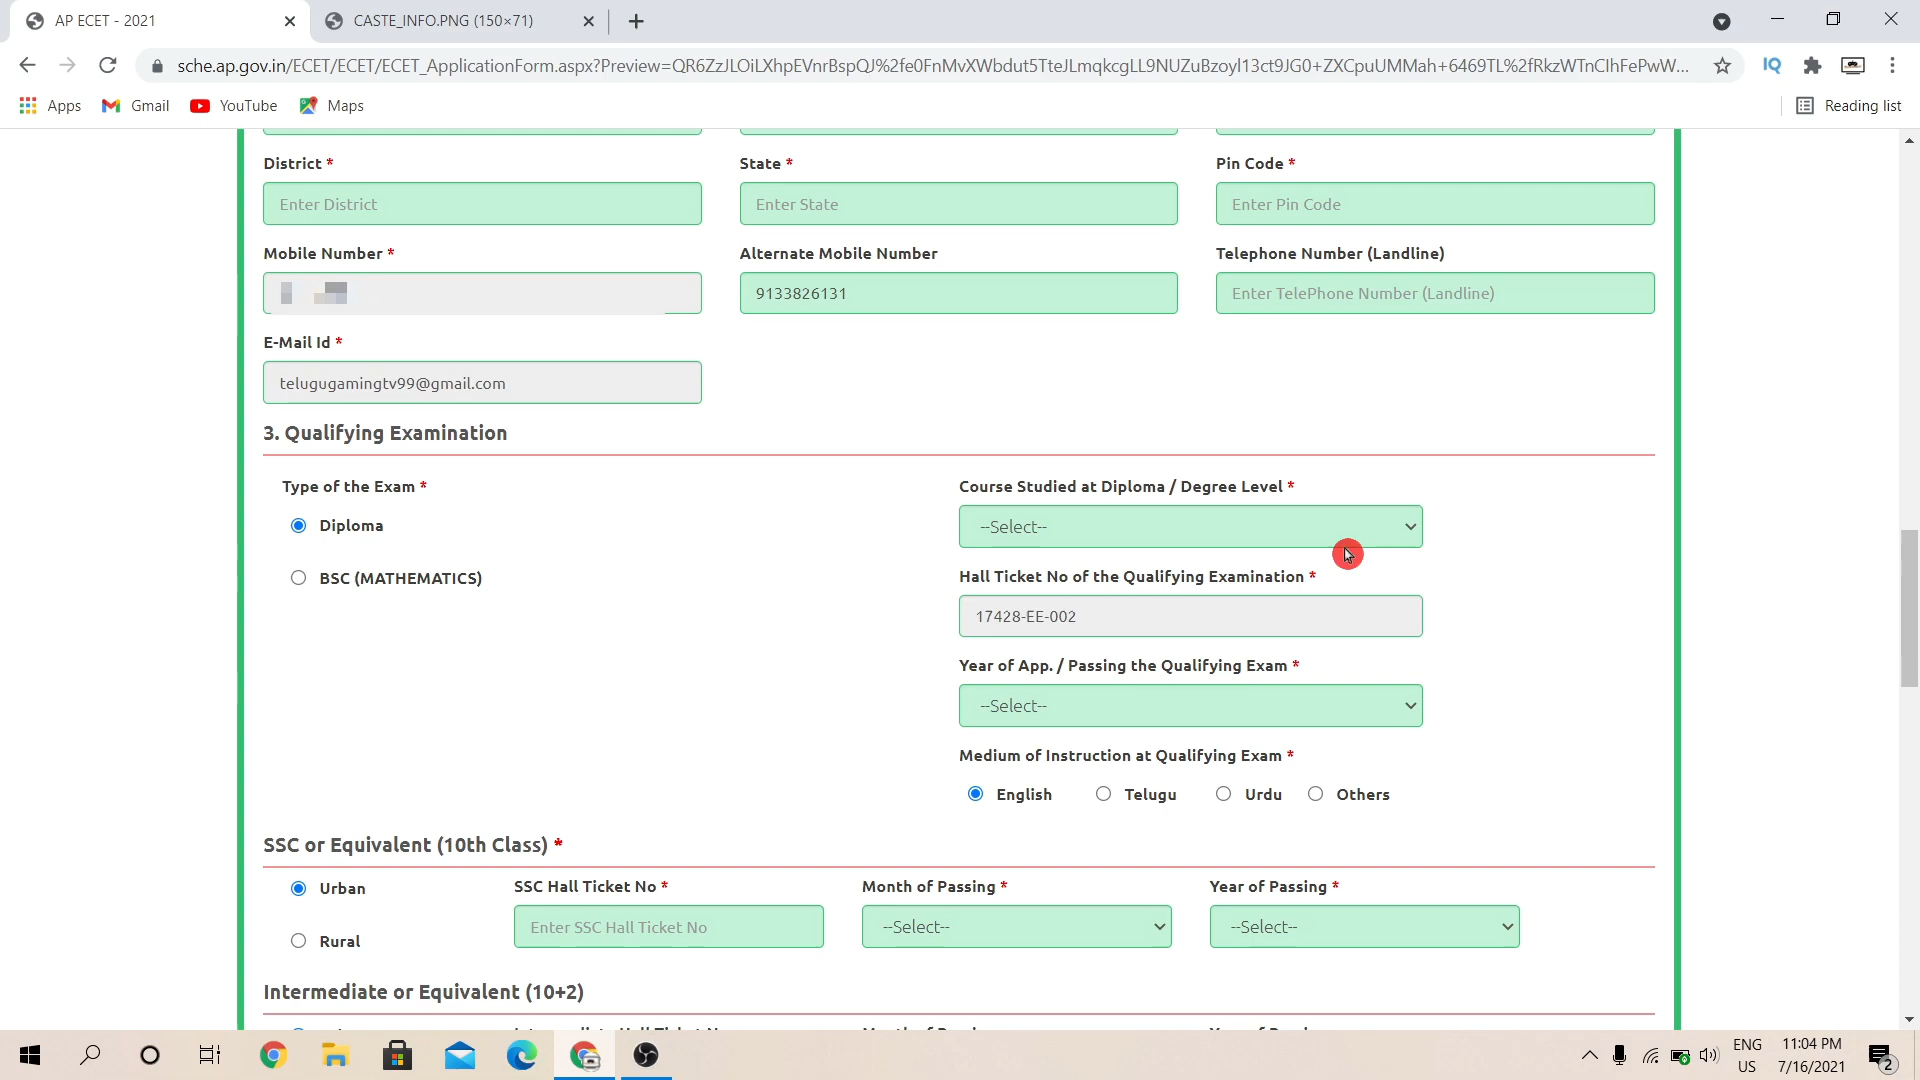 AP ECET - 2021
CASTE_INFO.PNG (150×71)
sche.ap.gov.in/ECET/ECET/ECET_ApplicationForm.aspx?Preview=QR6ZzJLOiLXhpEVnrBspQJ%2fe0FnMvXWbdut5TteJLmqkcgLL9NUZuBzoyl13ct9JG0+ZXCpuUMMah+6469TL%2fRkzWTnCIhFePwW...
IQ
Apps Gmail YouTube Maps Reading list
District * State * Pin Code *
Enter District Enter State Enter Pin Code
Mobile Number * Alternate Mobile Number Telephone Number (Landline)
9133826131 Enter TelePhone Number (Landline)
E-Mail Id *
telugugamingtv99@gmail.com
3. Qualifying Examination
Type of the Exam * Course Studied at Diploma / Degree Level *
Diploma --Select--
Hall Ticket No of the Qualifying Examination *
BSC (MATHEMATICS)
17428-EE-002
Year of App. / Passing the Qualifying Exam *
--Select--
Medium of Instruction at Qualifying Exam *
English Telugu Urdu Others
SSC or Equivalent (10th Class) *
Urban SSC Hall Ticket No * Month of Passing * Year of Passing *
Enter SSC Hall Ticket No --Select-- --Select--
Rural
Intermediate or Equivalent (10+2)
ENG 11:04 PM
US 7/16/2021 2